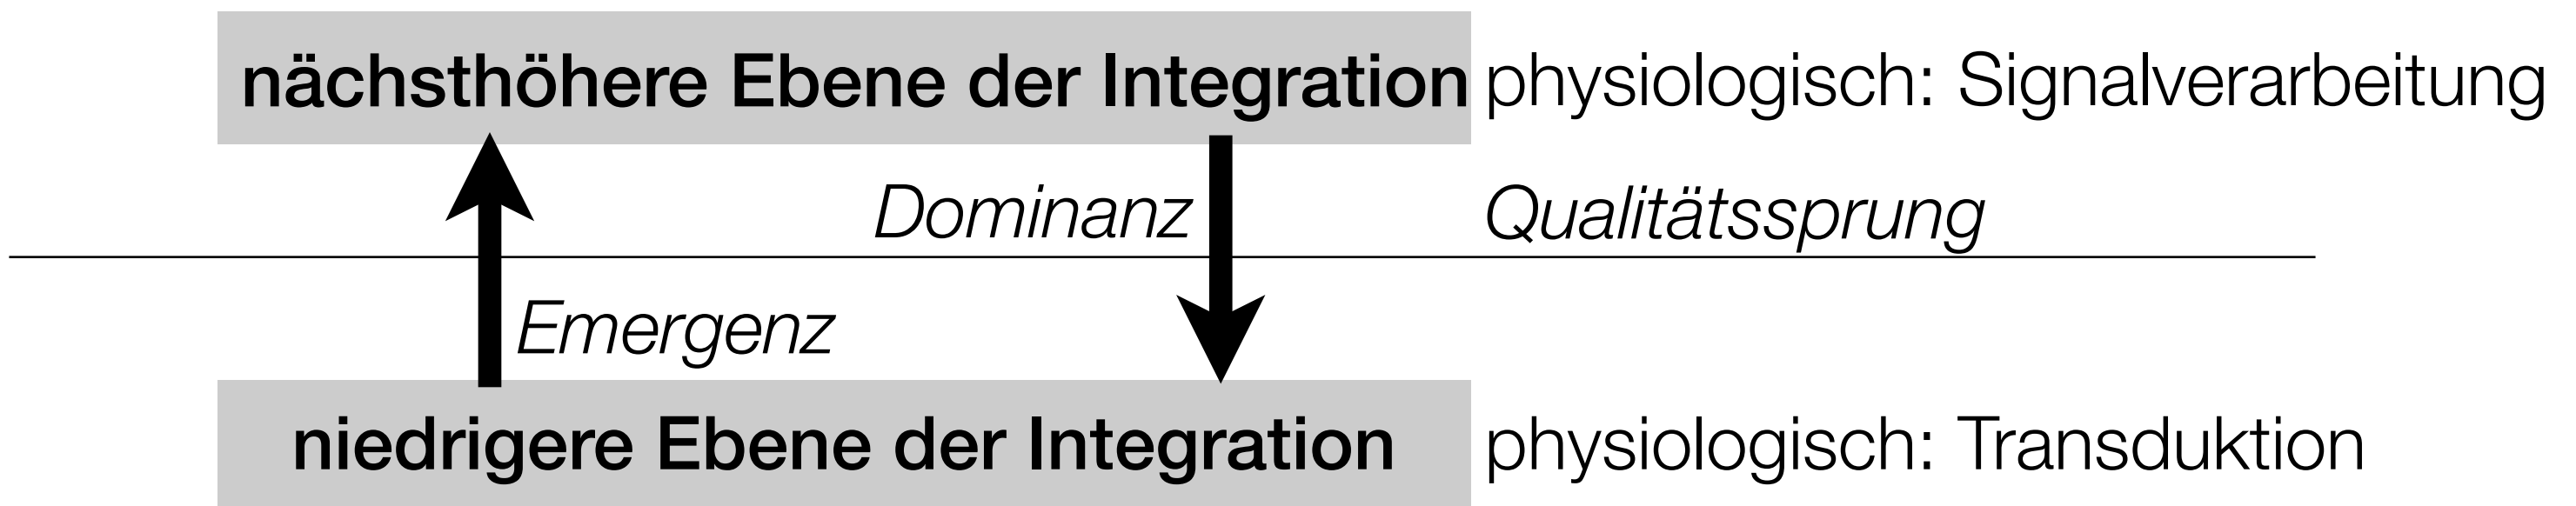 nächsthöhere Ebene der Integration physiologisch: Signalverarbeitung
Dominanz Qualitätssprung
Emergenz
niedrigere Ebene der Integration physiologisch: Transduktion